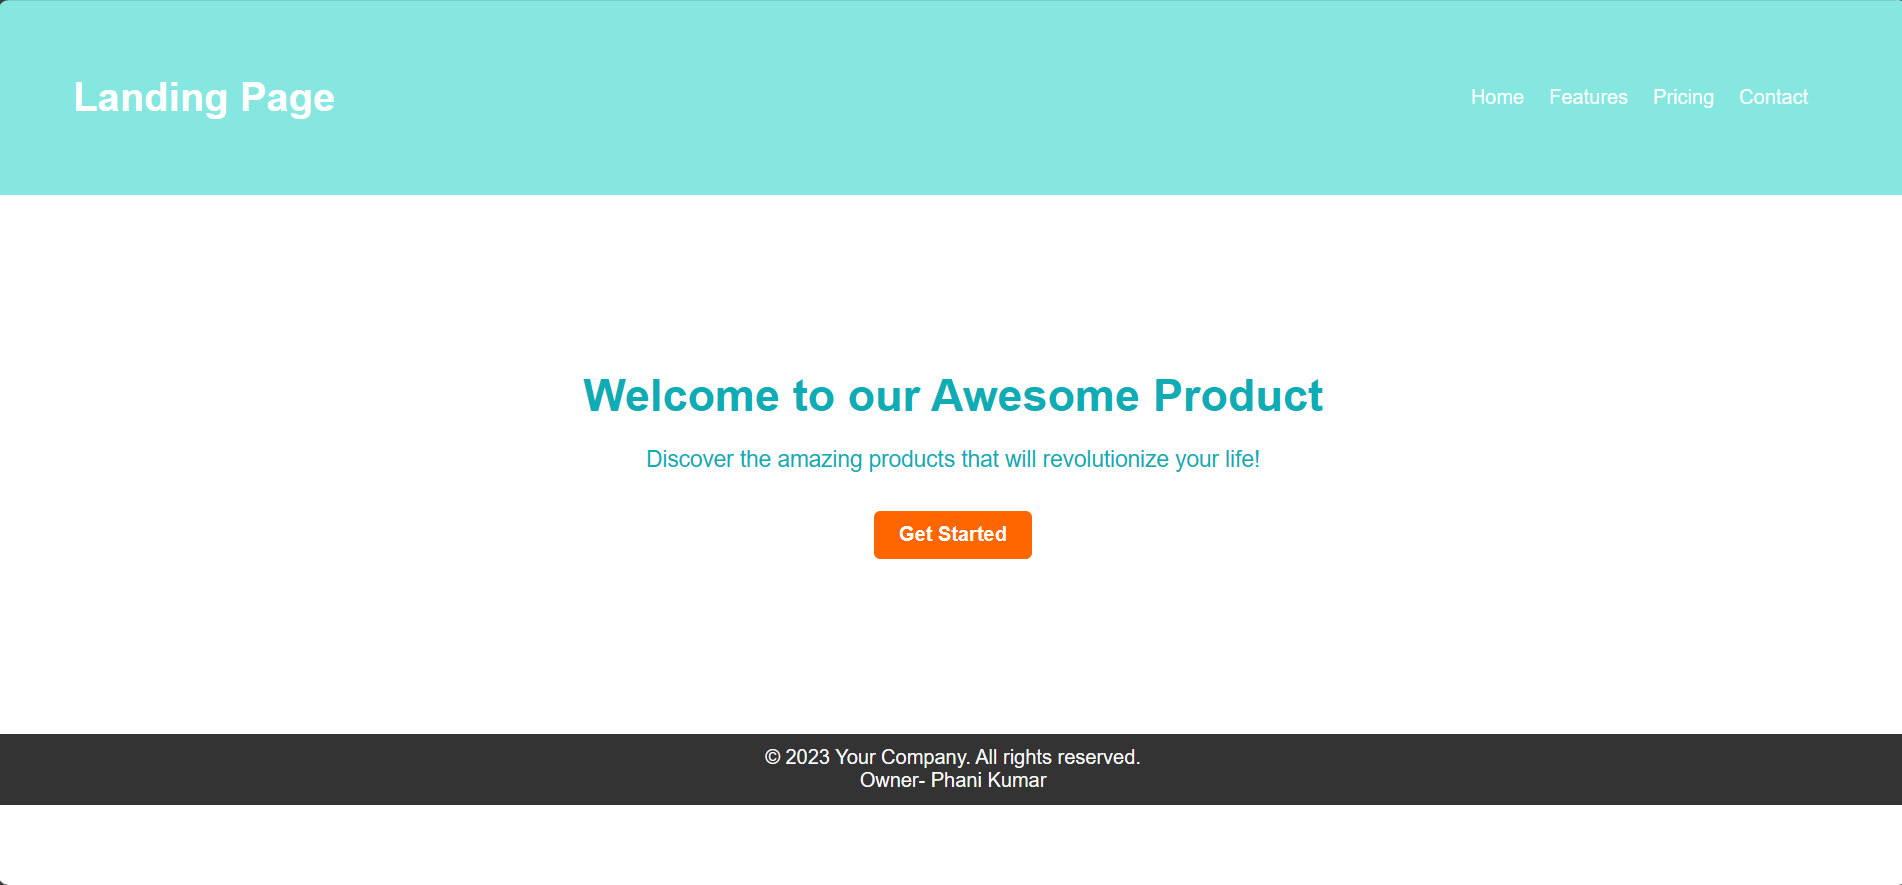 Landing Page
Home Features Pricing Contact
Welcome to our Awesome Product
Discover the amazing products that will revolutionize your life!
Get Started
© 2023 Your Company. All rights reserved.
Owner- Phani Kumar